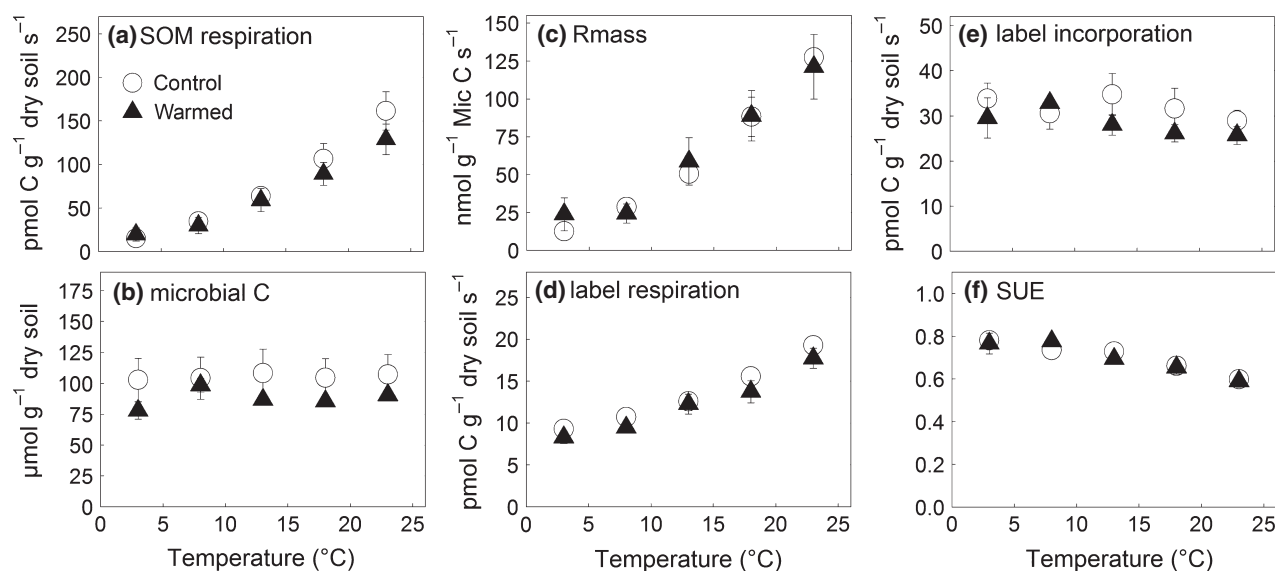 (a) SOM respiration
Control
Warmed
pmol C g⁻¹ dry soil s⁻¹
250
200
150
100
50
0
(b) microbial C
µmol g⁻¹ dry soil
175
150
125
100
75
50
25
0
0 5 10 15 20 25
Temperature (°C)
(c) Rmass
nmol g⁻¹ Mic C s⁻¹
150
125
100
75
50
25
0
(d) label respiration
pmol C g⁻¹ dry soil s⁻¹
25
20
15
10
5
0
0 5 10 15 20 25
Temperature (°C)
(e) label incorporation
pmol C g⁻¹ dry soil s⁻¹
50
40
30
20
10
0
(f) SUE
1.0
0.8
0.6
0.4
0.2
0.0
0 5 10 15 20 25
Temperature (°C)